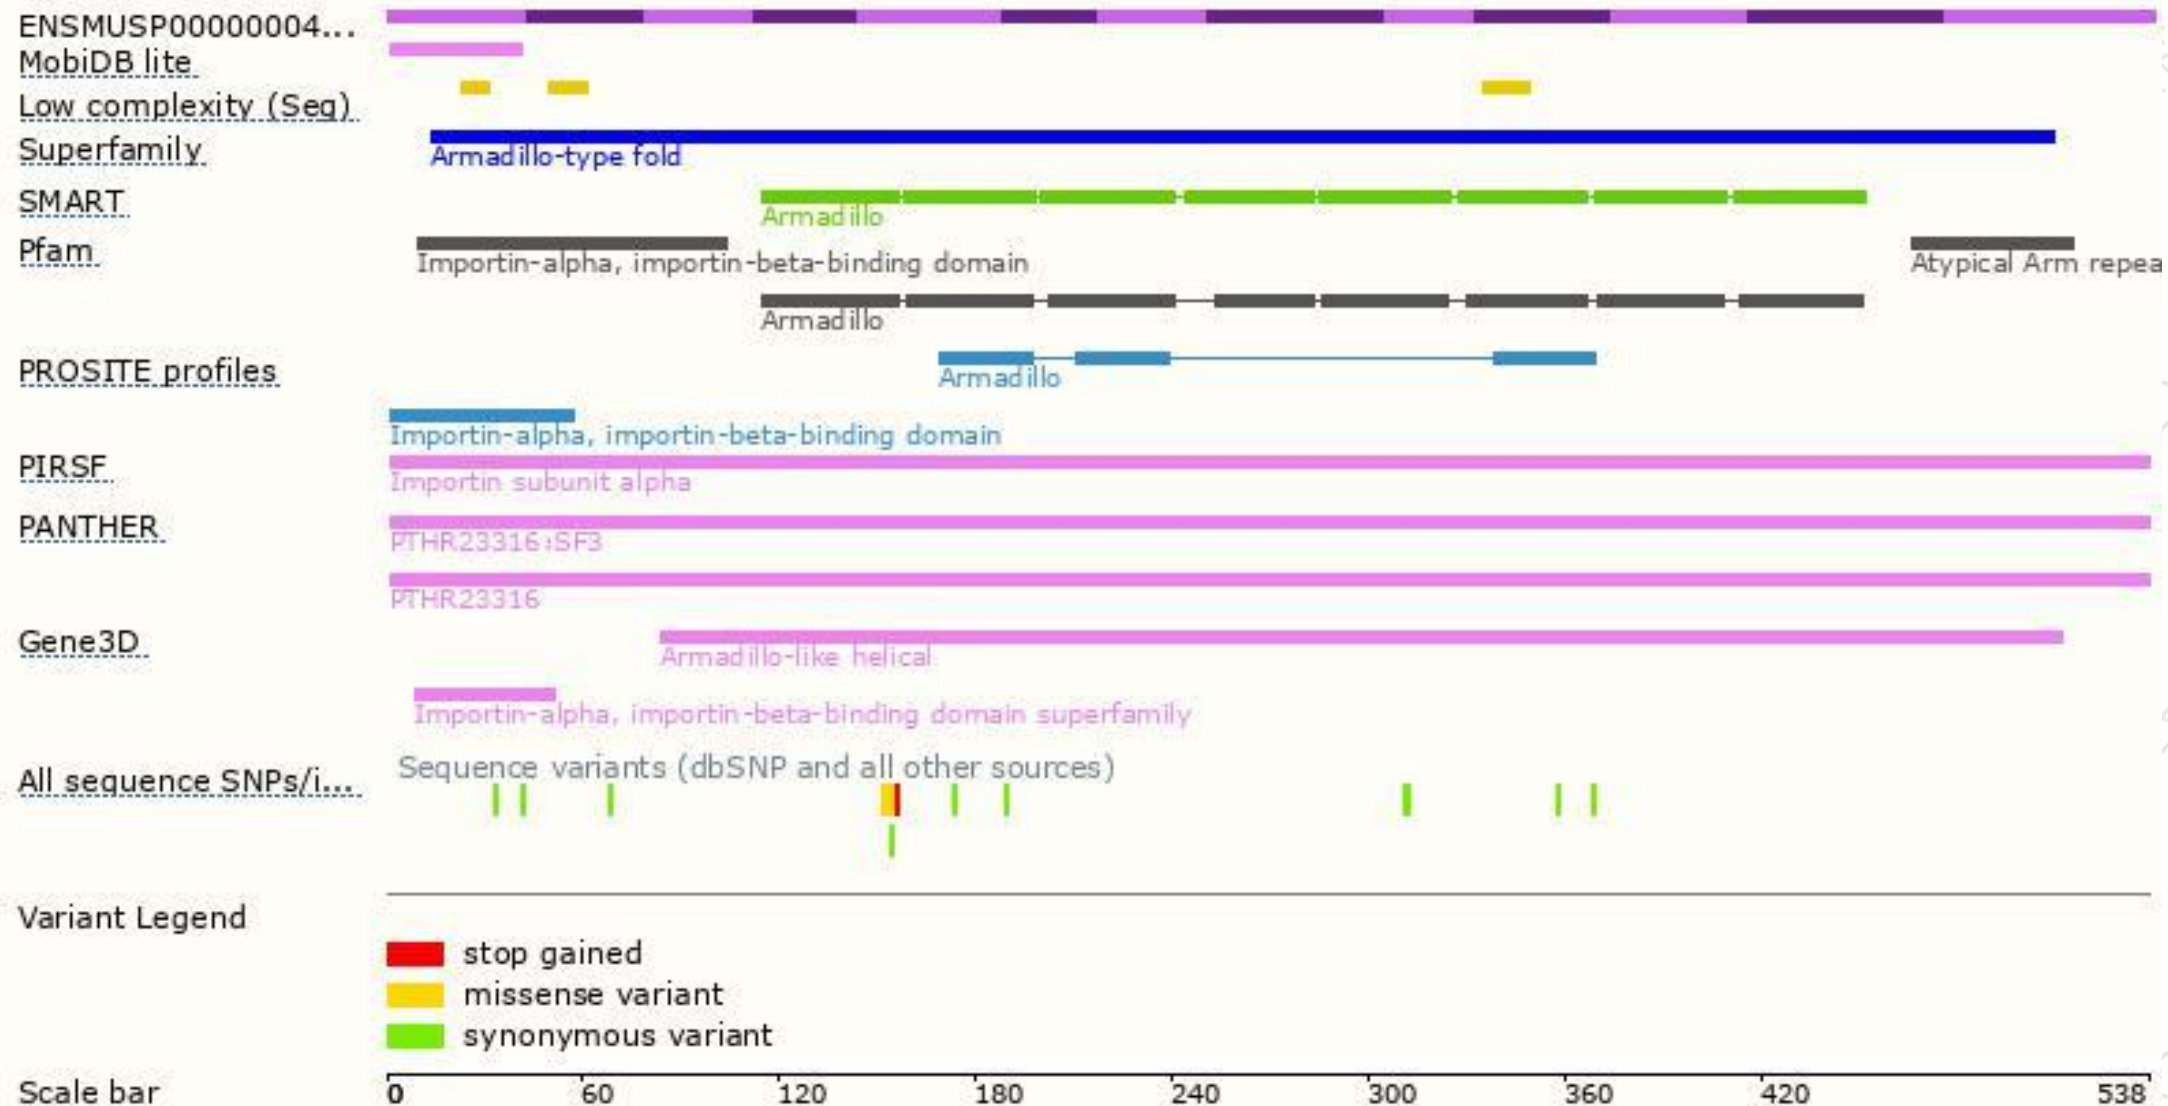 ENSMUSP00000004...
MobiDB lite
Low complexity (Seg)
Superfamily
Armadillo-type fold
SMART
Armadillo
Pfam
Importin-alpha, importin-beta-binding domain
Atypical Arm repea
Armadillo
PROSITE profiles
Armadillo
Importin-alpha, importin-beta-binding domain
PIRSF
Importin subunit alpha
PANTHER
PTHR23316:SF3
PTHR23316
Gene3D
Armadillo-like helical
Importin-alpha, importin-beta-binding domain superfamily
All sequence SNPs/i...
Sequence variants (dbSNP and all other sources)
Variant Legend
stop gained
missense variant
synonymous variant
Scale bar
0 60 120 180 240 300 360 420 538